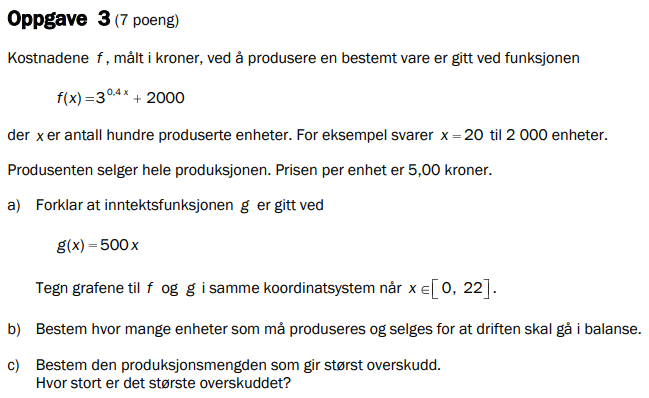 Oppgave 3 (7 poeng)
Kostnadene f, målt i kroner, ved å produsere en bestemt vare er gitt ved funksjonen
f(x) = 3^{0,4x} + 2000
der x er antall hundre produserte enheter. For eksempel svarer x = 20 til 2 000 enheter.
Produsenten selger hele produksjonen. Prisen per enhet er 5,00 kroner.
a) Forklar at inntektsfunksjonen g er gitt ved
g(x) = 500x
Tegn grafene til f og g i samme koordinatsystem når x ∈ [0, 22].
b) Bestem hvor mange enheter som må produseres og selges for at driften skal gå i balanse.
c) Bestem den produksjonsmengden som gir størst overskudd.
Hvor stort er det største overskuddet?